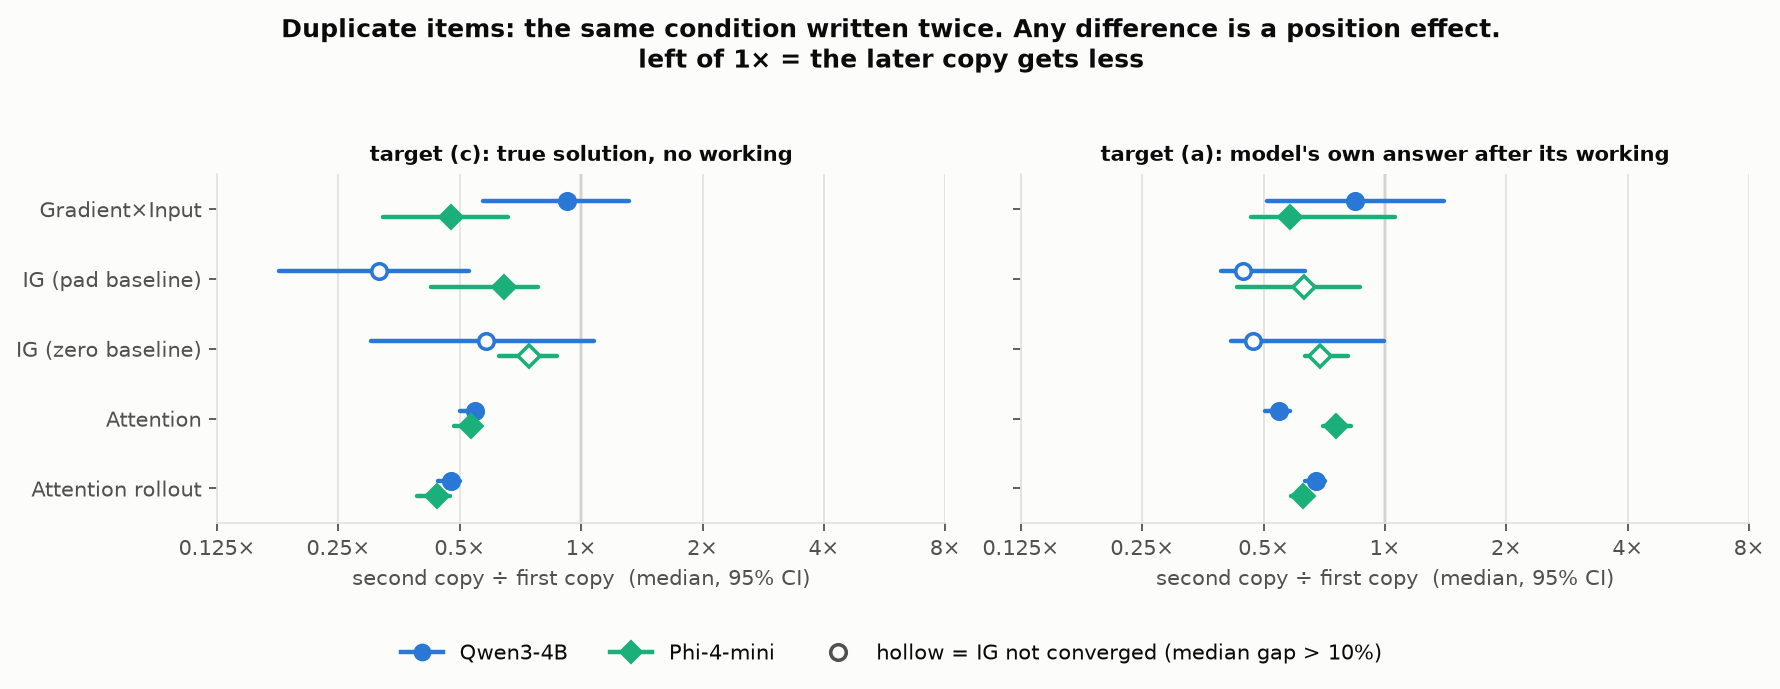 Duplicate items: the same condition written twice. Any difference is a position effect.
left of 1× = the later copy gets less
target (c): true solution, no working
target (a): model's own answer after its working
Gradient×Input
IG (pad baseline)
IG (zero baseline)
Attention
Attention rollout
0.125× 0.25× 0.5× 1× 2× 4× 8×
0.125× 0.25× 0.5× 1× 2× 4× 8×
second copy ÷ first copy (median, 95% CI)
second copy ÷ first copy (median, 95% CI)
Qwen3-4B Phi-4-mini hollow = IG not converged (median gap > 10%)